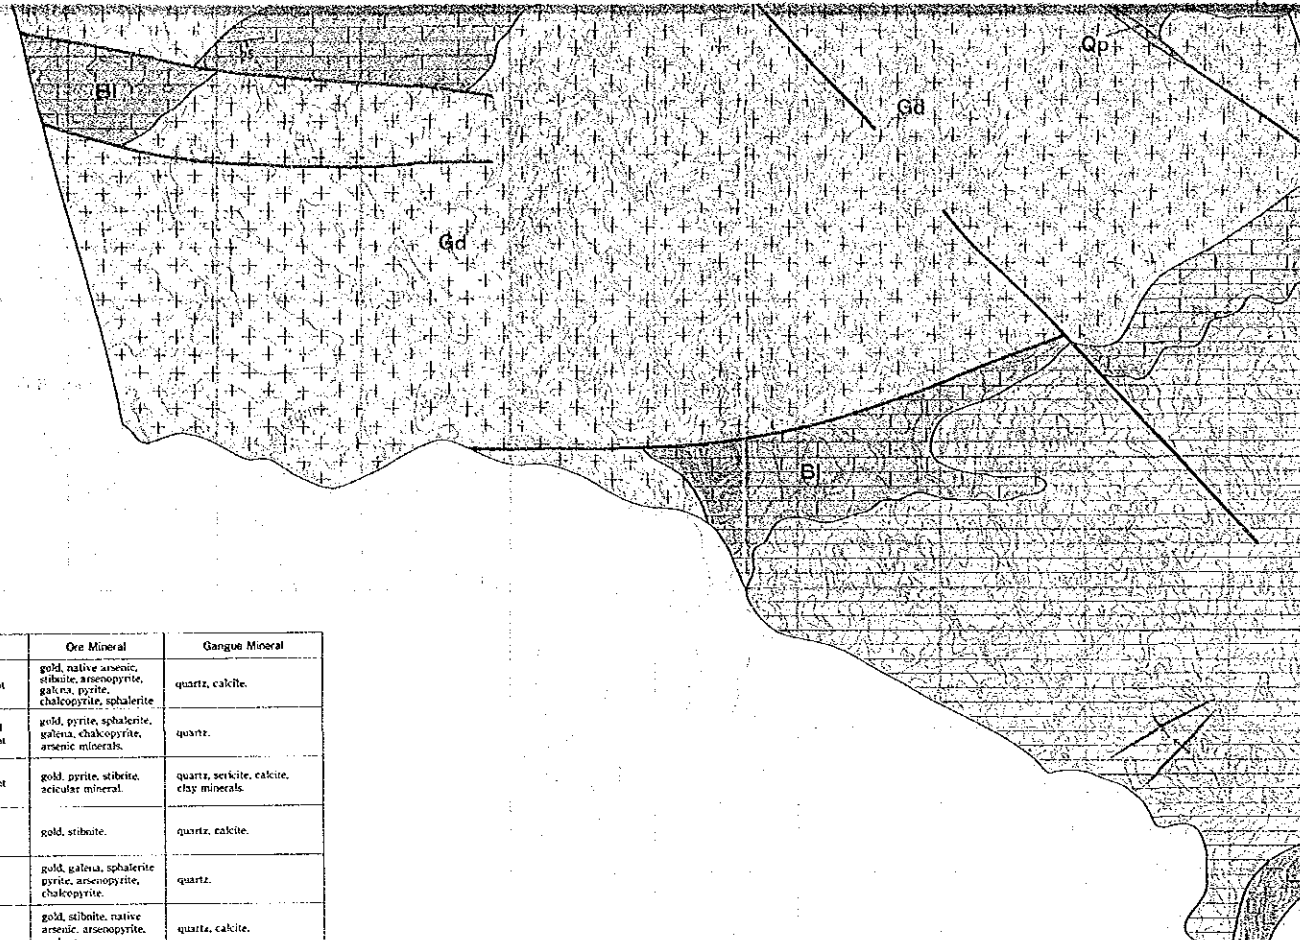 Qp
Bl
Gd
Gd
Bl
Ore Mineral
Gangue Mineral
gold, native arsenic,
stibnite, arsenopyrite,
galena, pyrite,
chalcopyrite, sphalerite
quartz, calcite.
gold, pyrite, sphalerite,
galena, chalcopyrite,
arsenic minerals.
quartz.
gold, pyrite, stibnite,
acicular mineral.
quartz, sericite, calcite,
clay minerals.
gold, stibnite.
quartz, calcite.
gold, galena, sphalerite
pyrite, arsenopyrite,
chalcopyrite.
quartz.
gold, stibnite, native
arsenic, arsenopyrite,
quartz, calcite.